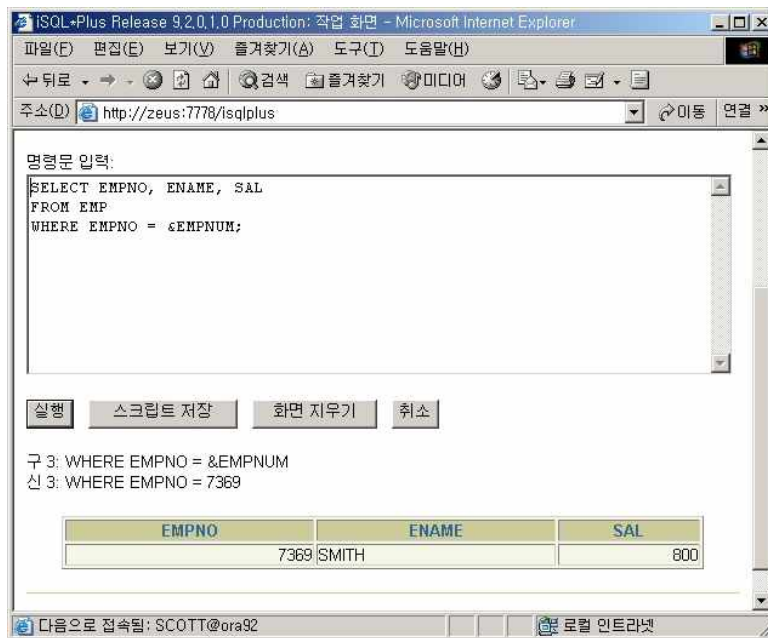 iSQL*Plus Release 9.2.0.1.0 Production: 작업 화면 - Microsoft Internet Explorer
파일(F) 편집(E) 보기(V) 즐겨찾기(A) 도구(T) 도움말(H)
뒤로 검색 즐겨찾기 미디어
주소(D) http://zeus:7778/isqlplus 이동 연결 »
명령문 입력:
SELECT EMPNO, ENAME, SAL
FROM EMP
WHERE EMPNO = &EMPNUM;
실행 스크립트 저장 화면 지우기 취소
구 3: WHERE EMPNO = &EMPNUM
신 3: WHERE EMPNO = 7369
EMPNO ENAME SAL
7369 SMITH 800
다음으로 접속됨: SCOTT@ora92 로컬 인트라넷